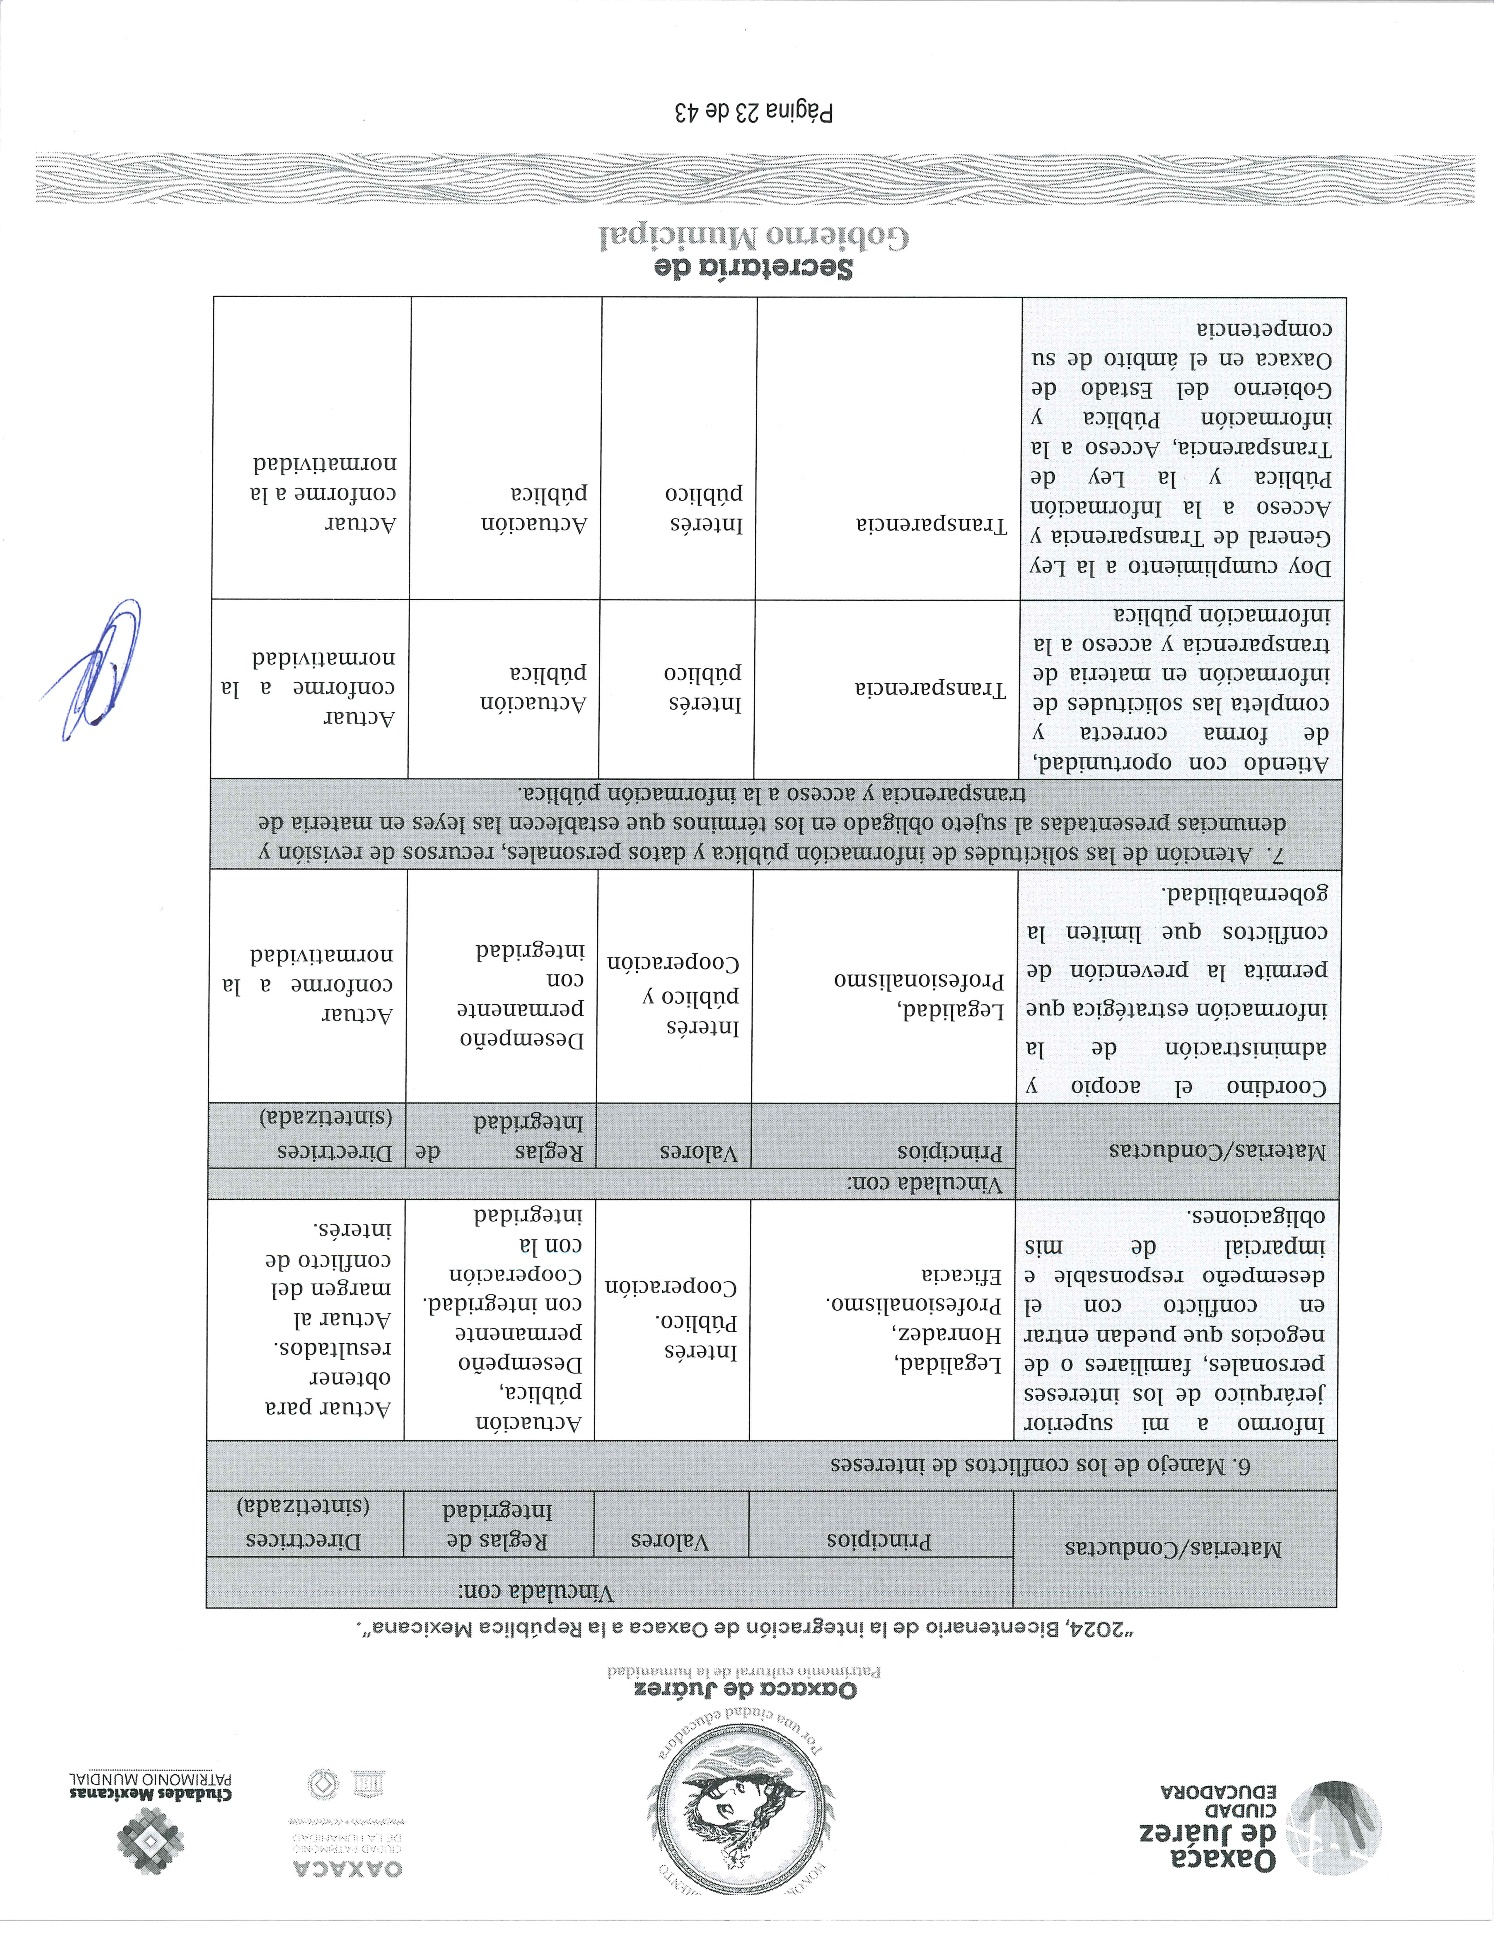 Oaxaca
de Juárez
CIUDAD
EDUCADORA
HONOR
MIENTO
Por una ciudad educadora
Oaxaca de Juárez
Patrimonio cultural de la humanidad
OAXACA
CIUDAD PATRIMONIO
DE LA HUMANIDAD
Ciudades Mexicanas
PATRIMONIO MUNDIAL
"2024, Bicentenario de la integración de Oaxaca a la República Mexicana".
Materias/Conductas
Vinculada con:
Principios
Valores
Reglas de
Integridad
Directrices
(sintetizada)
6. Manejo de los conflictos de intereses
Informo a mi superior
jerárquico de los intereses
personales, familiares o de
negocios que puedan entrar
en conflicto con el
desempeño responsable e
imparcial de mis
obligaciones.
Legalidad,
Honradez,
Profesionalismo.
Eficacia
Interés
Público.
Cooperación
Actuación
pública,
Desempeño
permanente
con integridad.
Cooperación
con la
integridad
Actuar para
obtener
resultados.
Actuar al
margen del
conflicto de
interés.
Materias/Conductas
Vinculada con:
Principios
Valores
Reglas de
Integridad
Directrices
(sintetizada)
Coordino el acopio y
administración de la
información estratégica que
permita la prevención de
conflictos que limiten la
gobernabilidad.
Legalidad,
Profesionalismo
Interés
público y
Cooperación
Desempeño
permanente
con
integridad
Actuar
conforme a la
normatividad
7. Atención de las solicitudes de información pública y datos personales, recursos de revisión y
denuncias presentadas al sujeto obligado en los términos que establecen las leyes en materia de
transparencia y acceso a la información pública.
Atiendo con oportunidad,
de forma correcta y
completa las solicitudes de
información en materia de
transparencia y acceso a la
información pública
Transparencia
Interés
público
Actuación
pública
Actuar
conforme a la
normatividad
Doy cumplimiento a la Ley
General de Transparencia y
Acceso a la Información
Pública y la Ley de
Transparencia, Acceso a la
información Pública y
Gobierno del Estado de
Oaxaca en el ámbito de su
competencia
Transparencia
Interés
público
Actuación
pública
Actuar
conforme a la
normatividad
Secretaría de
Gobierno Municipal
Página 23 de 43